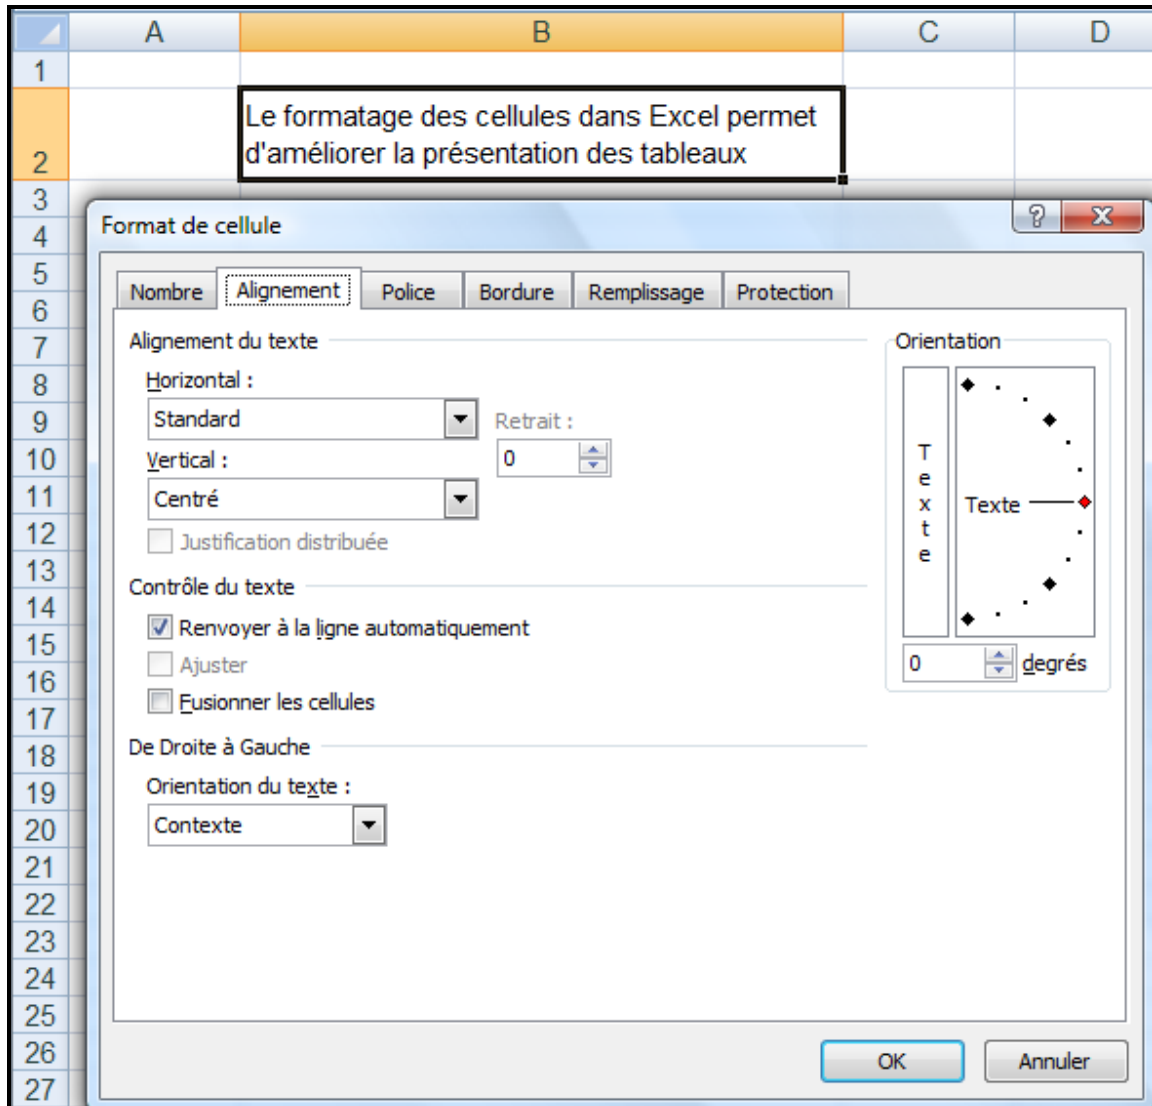 A B C D
1
2
Le formatage des cellules dans Excel permet
d'améliorer la présentation des tableaux
3
4
5
6
7
8
9
10
11
12
13
14
15
16
17
18
19
20
21
22
23
24
25
26
27
Format de cellule
Nombre Alignement Police Bordure Remplissage Protection
Alignement du texte
Horizontal :
Standard
Retrait :
0
Vertical :
Centré
Justification distribuée
Contrôle du texte
Renvoyer à la ligne automatiquement
Ajuster
Fusionner les cellules
De Droite à Gauche
Orientation du texte :
Contexte
Orientation
T
e
x
t
e
Texte
0 degrés
OK Annuler